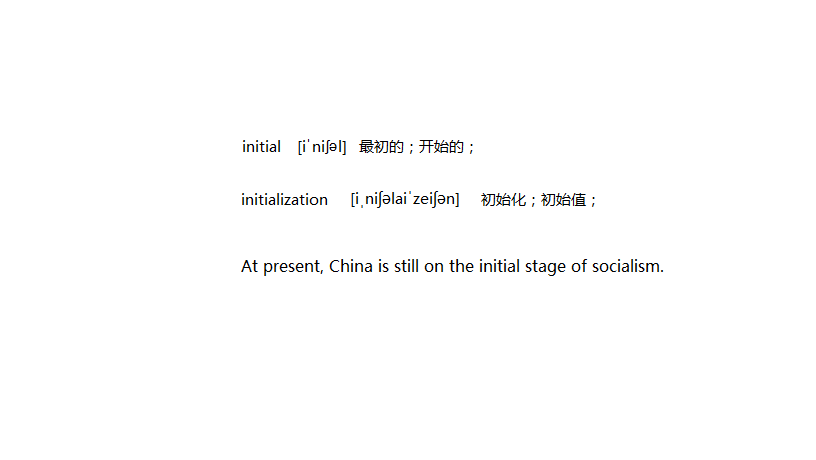 initial [iˈniʃəl] 最初的；开始的；
initialization [iˌniʃəlaiˈzeiʃən] 初始化；初始值；
At present, China is still on the initial stage of socialism.